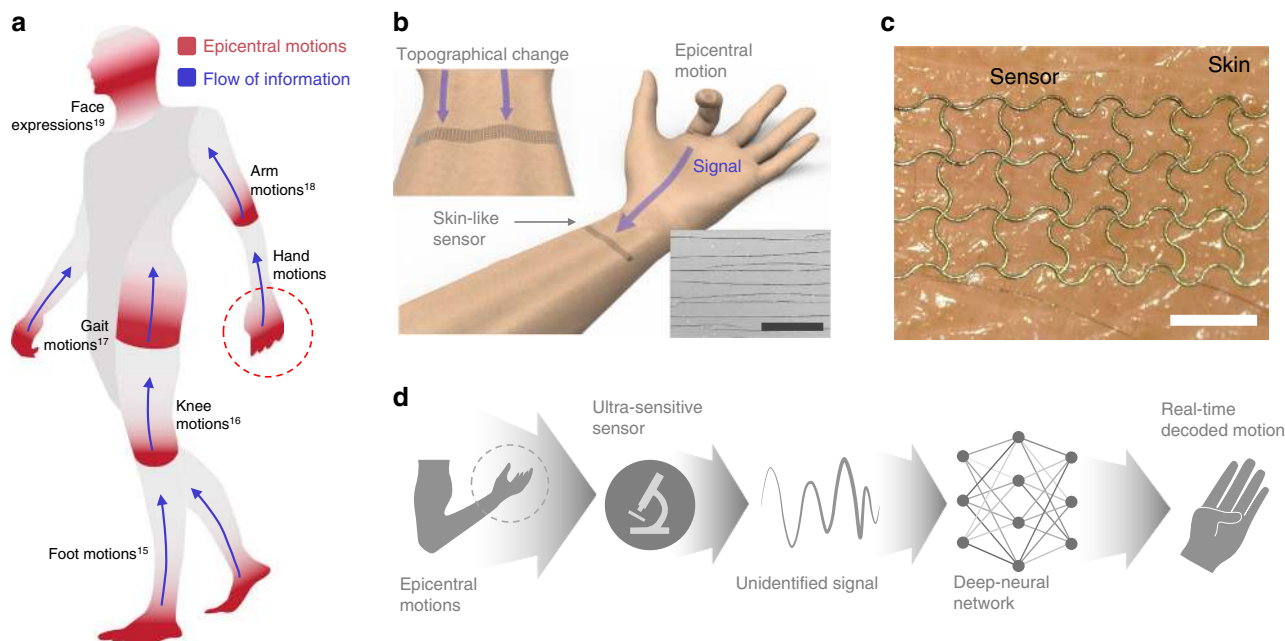 a
Epicentral motions
Flow of information
Face
expressions19
Arm
motions18
Hand
motions
Gait
motions17
Knee
motions16
Foot motions15
b
Topographical change
Epicentral
motion
Signal
Skin-like
sensor
c
Sensor
Skin
d
Epicentral
motions
Ultra-sensitive
sensor
Unidentified signal
Deep-neural
network
Real-time
decoded motion